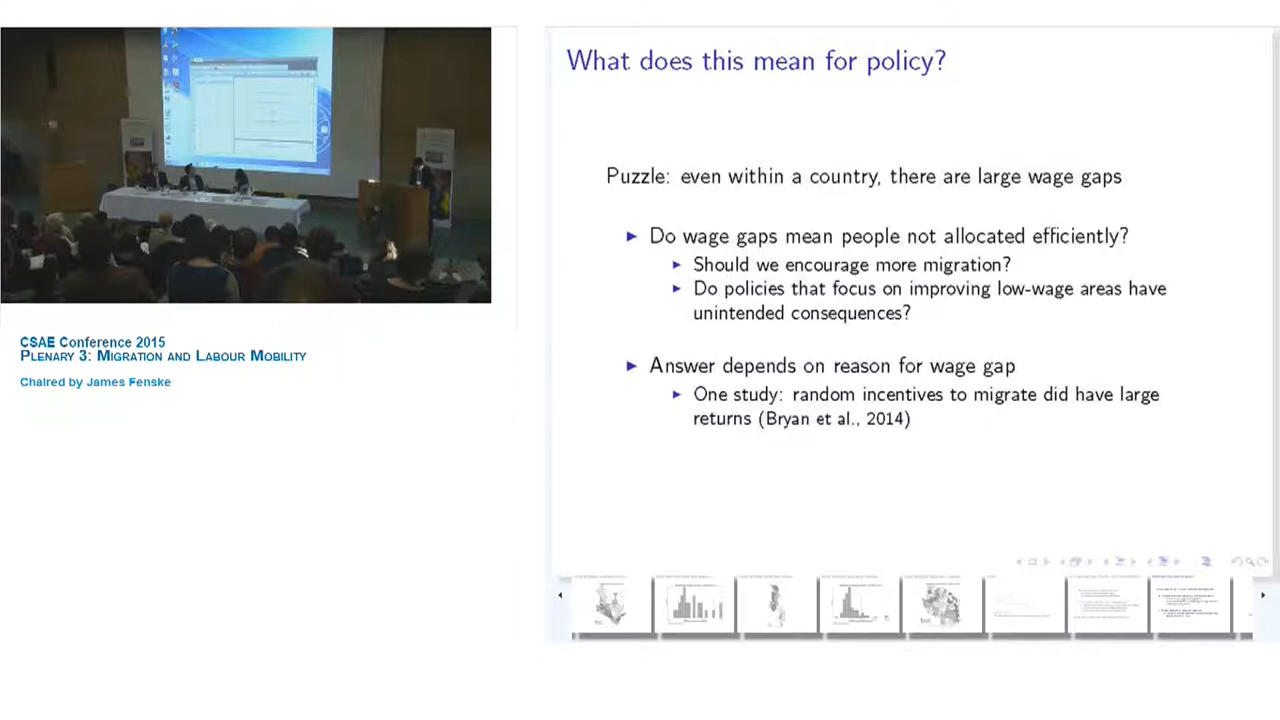 What does this mean for policy?
Puzzle: even within a country, there are large wage gaps
Do wage gaps mean people not allocated efficiently?
Should we encourage more migration?
Do policies that focus on improving low-wage areas have
unintended consequences?
Answer depends on reason for wage gap
One study: random incentives to migrate did have large
returns (Bryan et al., 2014)
CSAE Conference 2015
PLENARY 3: MIGRATION AND LABOUR MOBILITY
Chaired by James Fenske